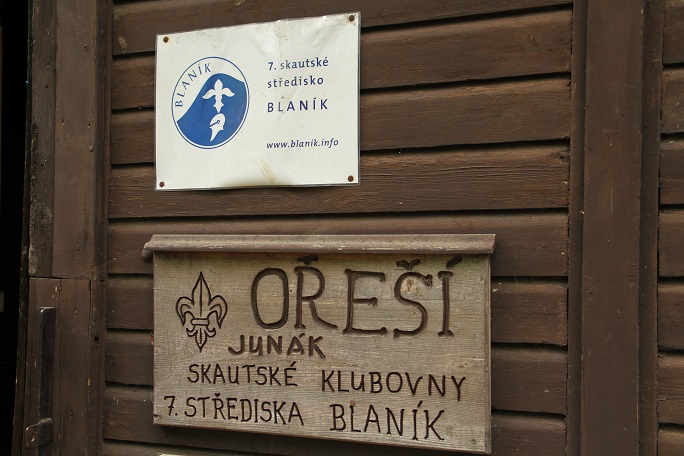 BLANÍK
7. skautské
středisko
BLANÍK
www.blanik.info
OŘEŠÍ
JUNÁK
SKAUTSKÉ KLUBOVNY
7. STŘEDISKA BLANÍK